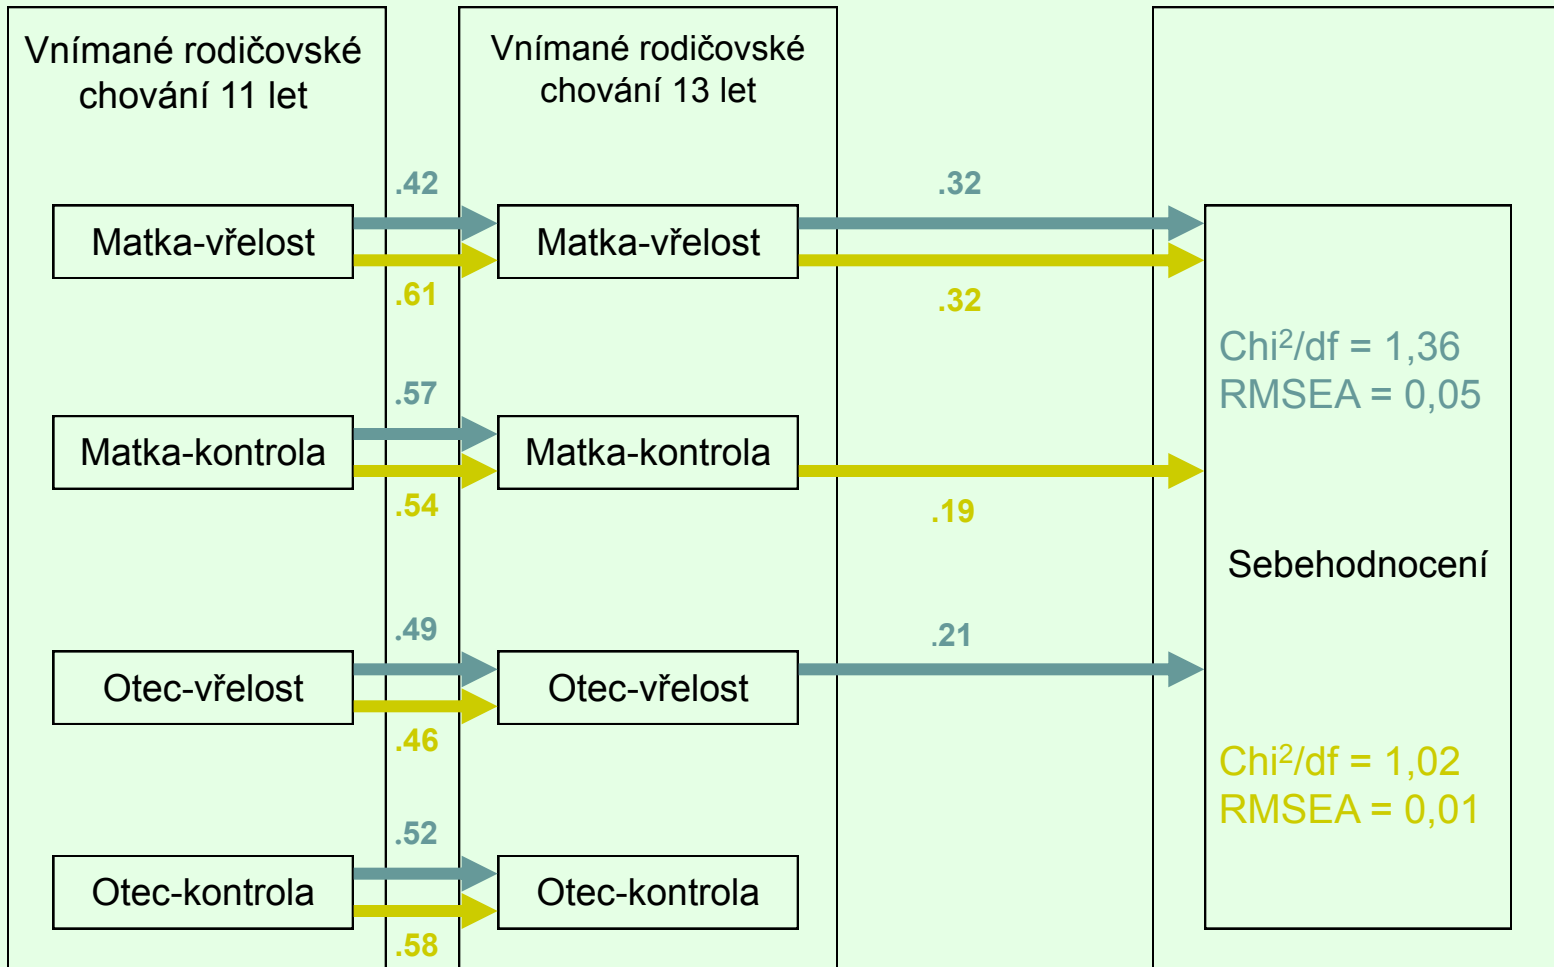 Vnímané rodičovské
chování 11 let
Vnímané rodičovské
chování 13 let
.42
.32
Matka-vřelost
Matka-vřelost
.61
.32
Chi²/df = 1,36
RMSEA = 0,05
.57
Matka-kontrola
Matka-kontrola
.54
.19
Sebehodnocení
.49
.21
Otec-vřelost
Otec-vřelost
.46
Chi²/df = 1,02
RMSEA = 0,01
.52
Otec-kontrola
Otec-kontrola
.58